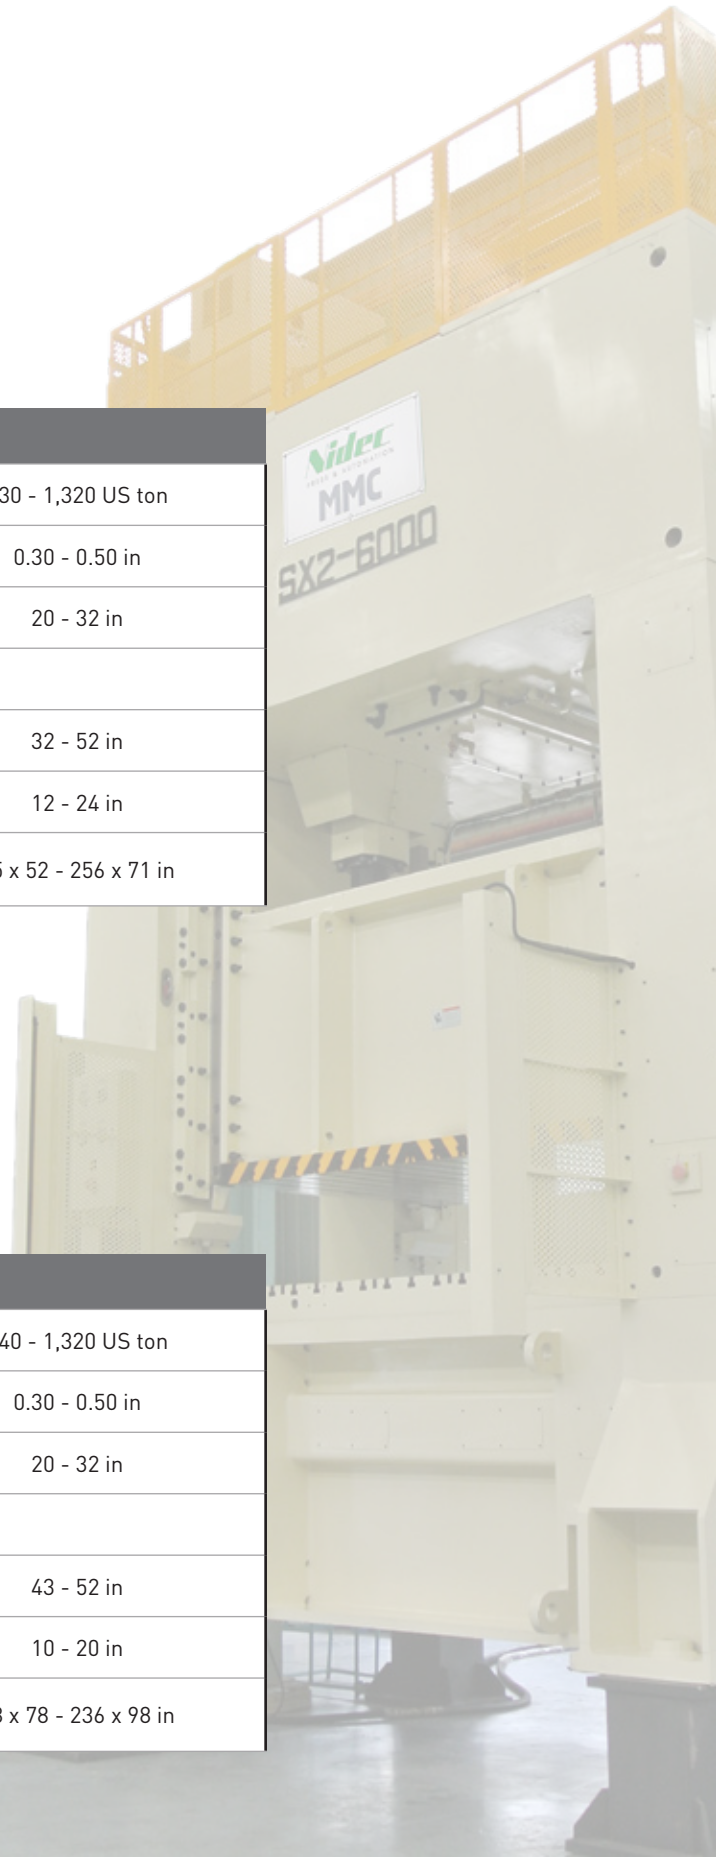 Nidec
PRESS & AUTOMATION
MMC
SX2-6000
30 - 1,320 US ton
0.30 - 0.50 in
20 - 32 in
32 - 52 in
12 - 24 in
x 52 - 256 x 71 in
40 - 1,320 US ton
0.30 - 0.50 in
20 - 32 in
43 - 52 in
10 - 20 in
x 78 - 236 x 98 in